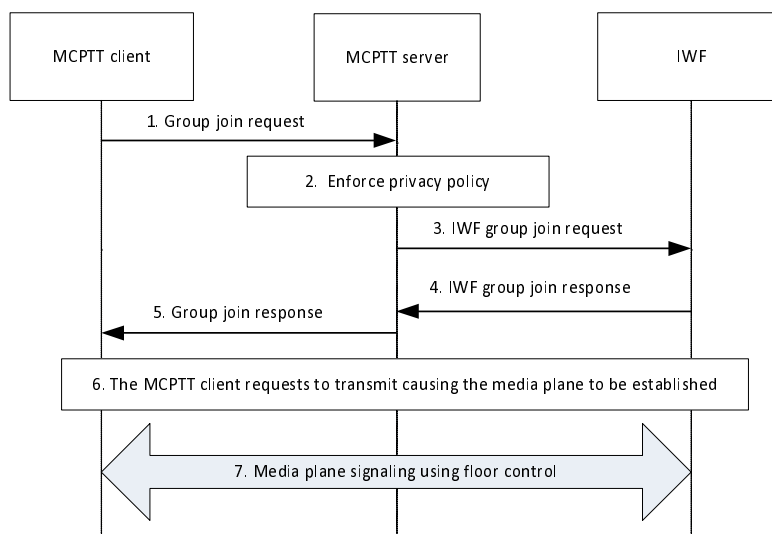 MCPTT client
MCPTT server
IWF
1. Group join request
2. Enforce privacy policy
3. IWF group join request
4. IWF group join response
5. Group join response
6. The MCPTT client requests to transmit causing the media plane to be established
7. Media plane signaling using floor control